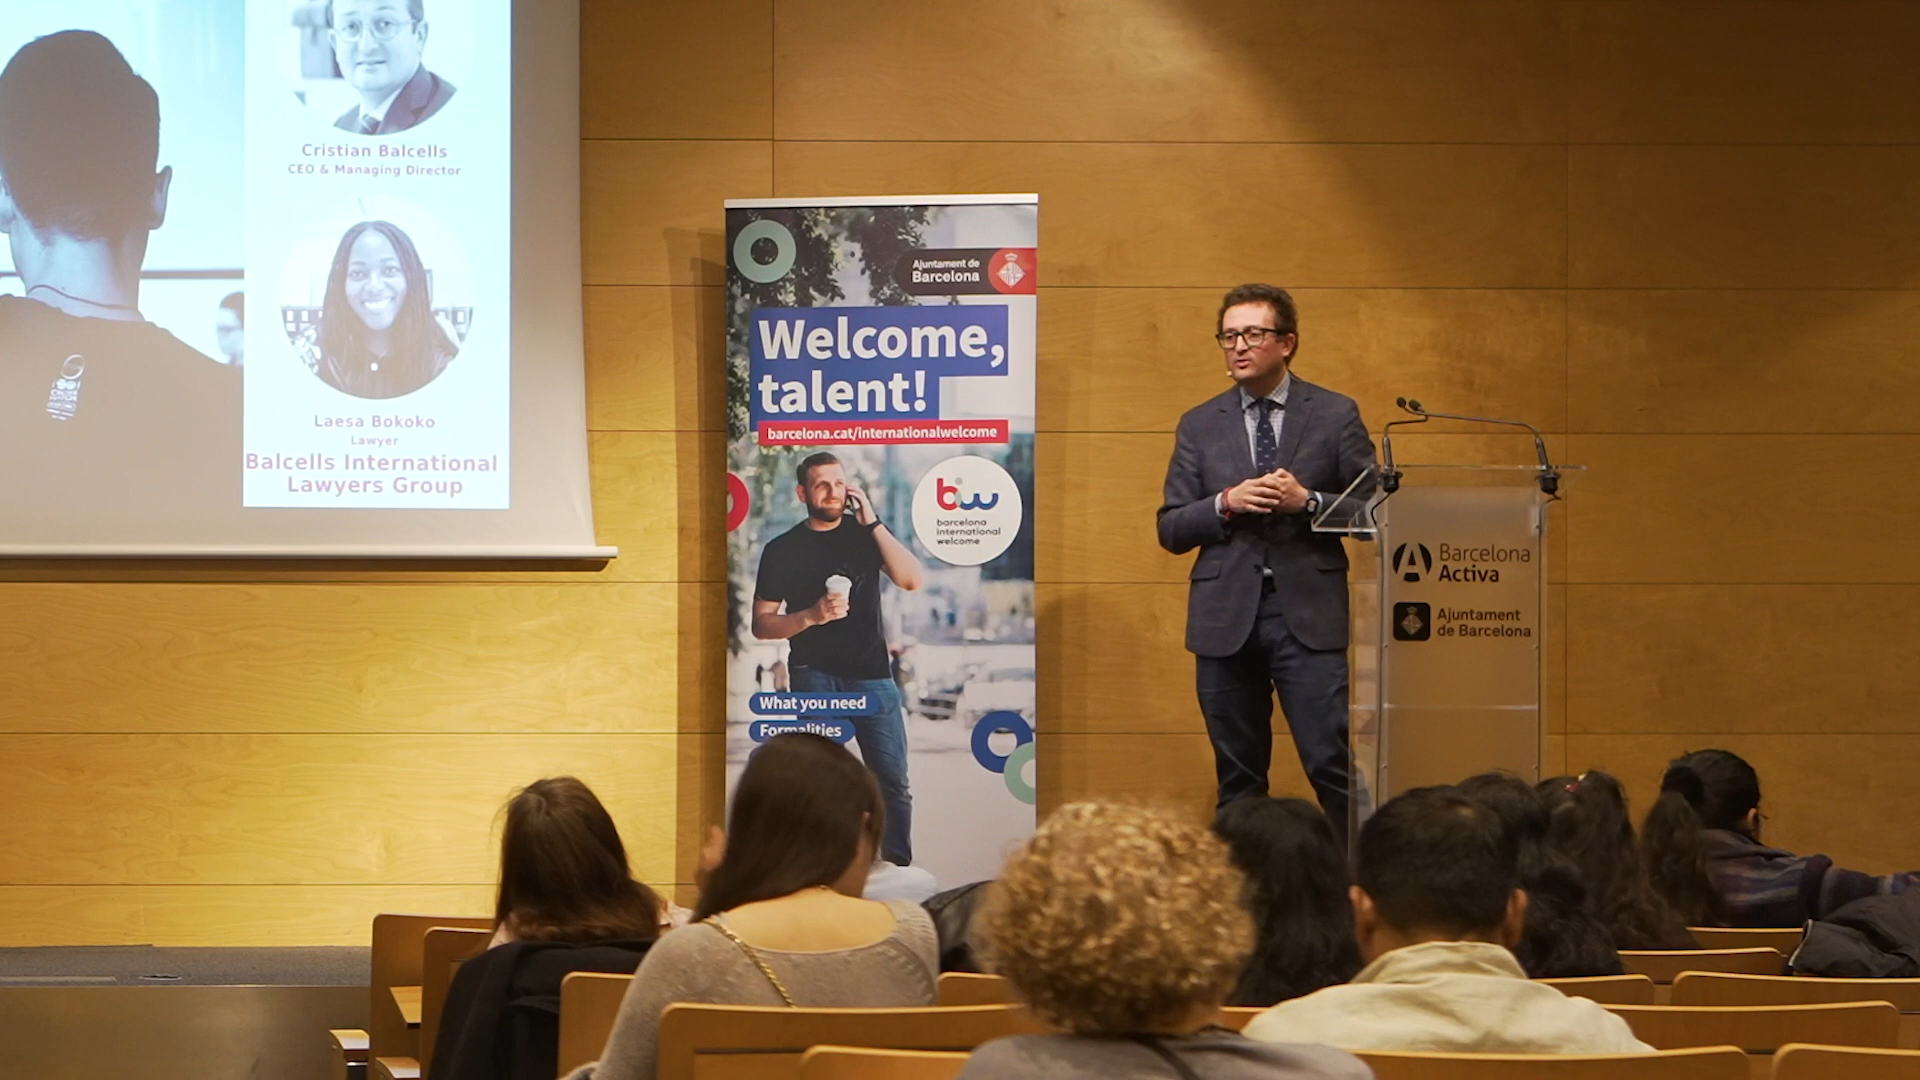 Cristian Balcells
CEO & Managing Director
Laesa Bokoko
Lawyer
Balcells International
Lawyers Group
Ajuntament de
Barcelona
Welcome,
talent!
barcelona.cat/internationalwelcome
biw
barcelona
international
welcome
What you need
Formalities
Barcelona
Activa
Ajuntament
de Barcelona